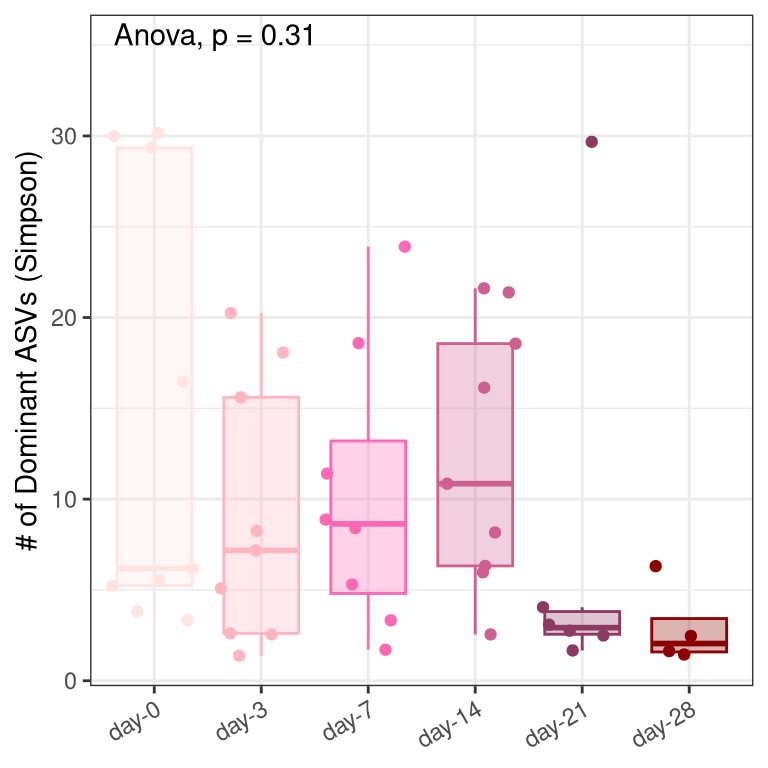 Anova, p = 0.31
# of Dominant ASVs (Simpson)
30
20
10
0
day-0
day-3
day-7
day-14
day-21
day-28